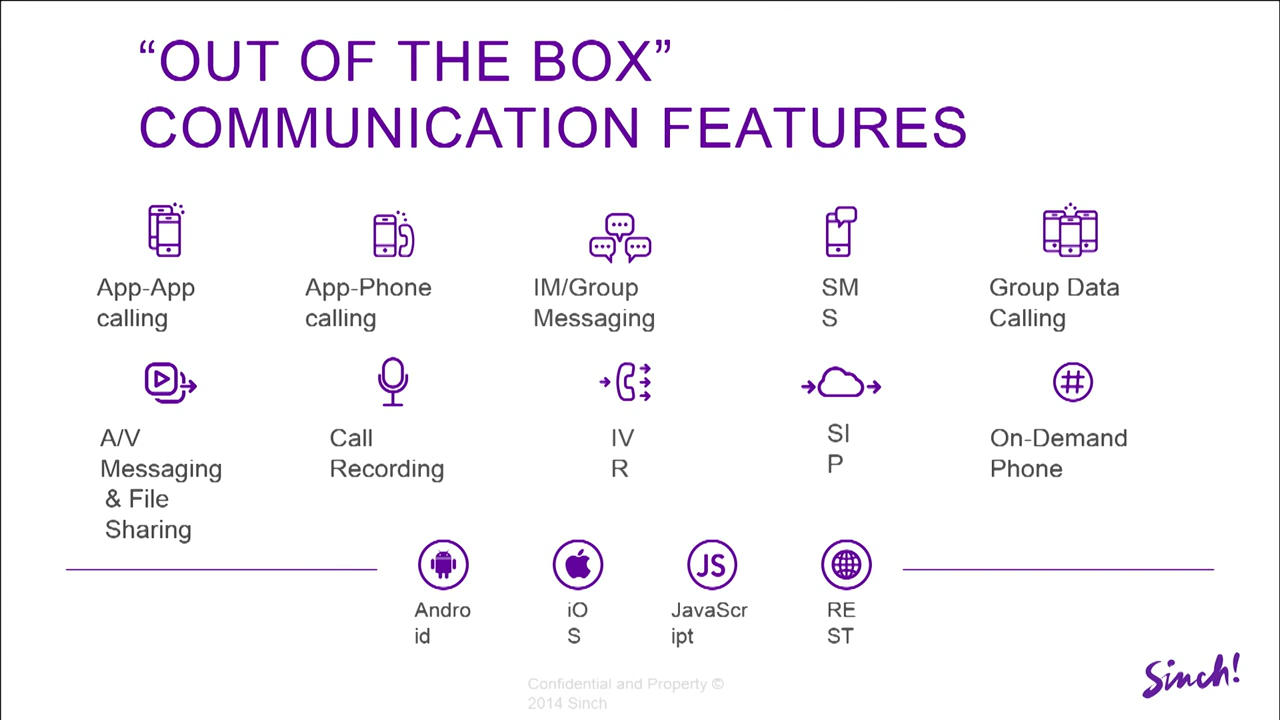 “OUT OF THE BOX”
COMMUNICATION FEATURES
App-App
calling
App-Phone
calling
IM/Group
Messaging
SM
S
Group Data
Calling
A/V
Messaging
& File
Sharing
Call
Recording
IV
R
SI
P
On-Demand
Phone
Andro
id
iO
S
JS
JavaScr
ipt
RE
ST
Sinch!
Confidential and Property ©
2014 Sinch